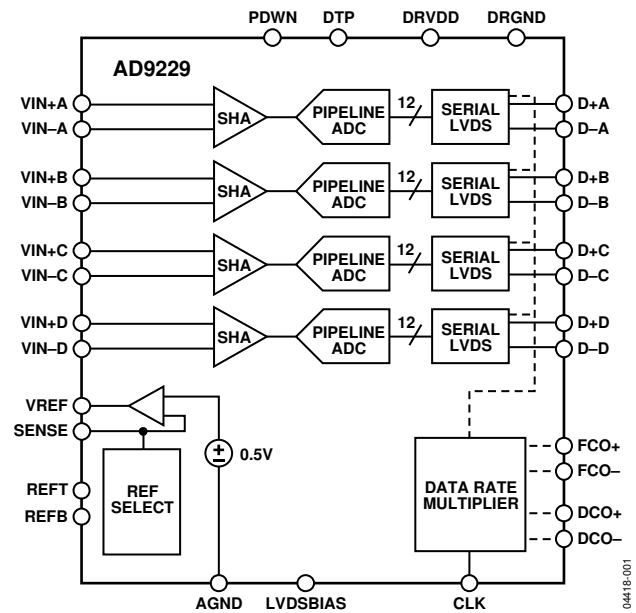 PDWN DTP DRVDD DRGND
AD9229
VIN+A SHA PIPELINE ADC 12 SERIAL LVDS D+A
VIN–A D–A
VIN+B SHA PIPELINE ADC 12 SERIAL LVDS D+B
VIN–B D–B
VIN+C SHA PIPELINE ADC 12 SERIAL LVDS D+C
VIN–C D–C
VIN+D SHA PIPELINE ADC 12 SERIAL LVDS D+D
VIN–D D–D
VREF
SENSE
REFT
REFB
REF
SELECT
+
–
0.5V
DATA RATE
MULTIPLIER
FCO+
FCO–
DCO+
DCO–
AGND LVDSBIAS CLK
04418-001